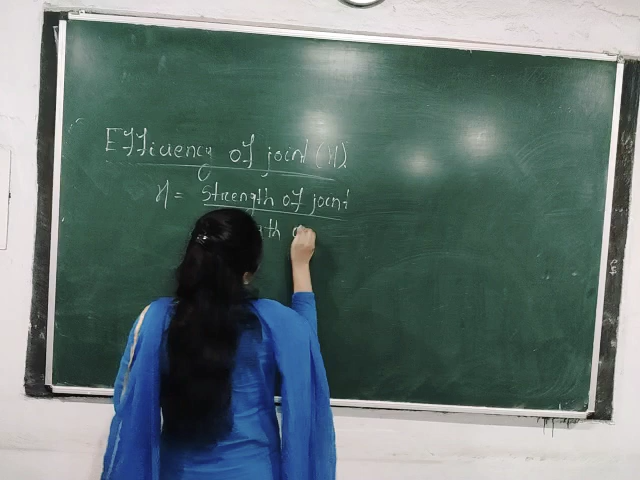 Efficiency of joint (η)
η = Strength of joint